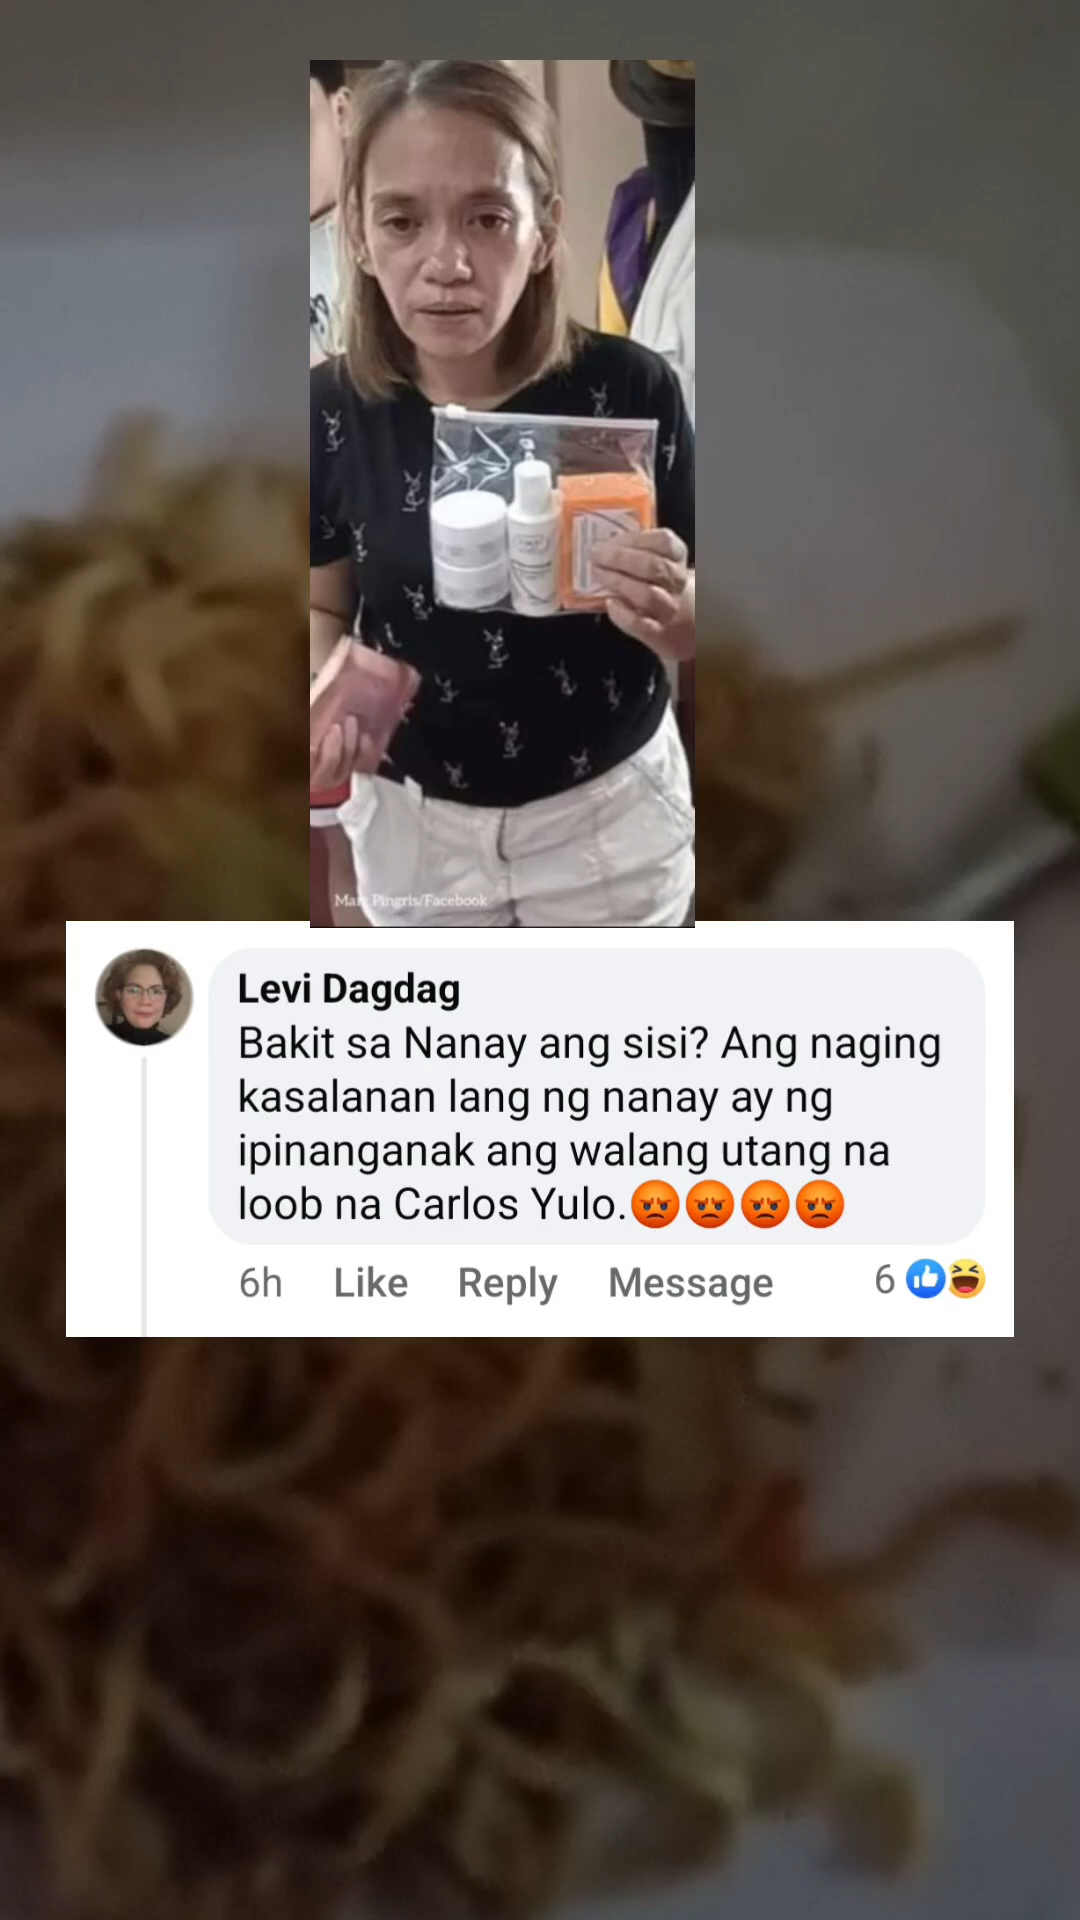 Marc Pingris/Facebook
Levi Dagdag
Bakit sa Nanay ang sisi? Ang naging
kasalanan lang ng nanay ay ng
ipinanganak ang walang utang na
loob na Carlos Yulo.😡😡😡😡
6h Like Reply Message 6